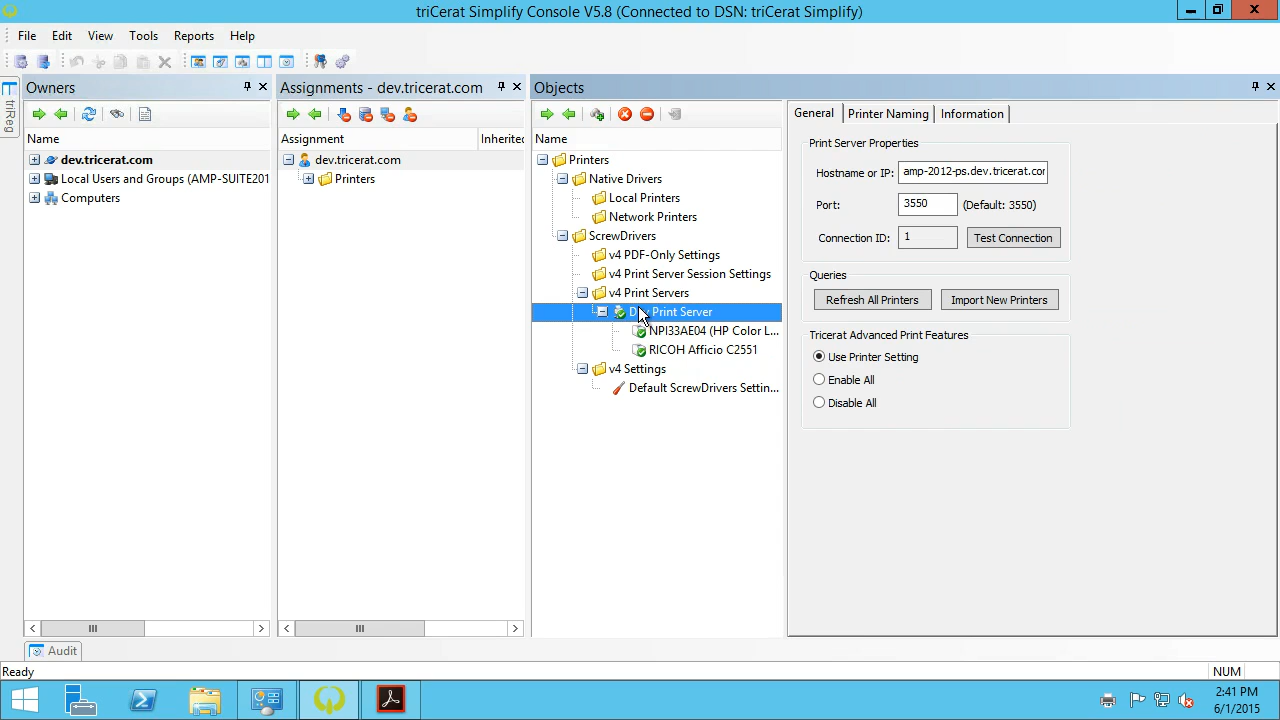 triCerat Simplify Console V5.8 (Connected to DSN: triCerat Simplify)
File Edit View Tools Reports Help
triReg
Owners
Name
dev.tricerat.com
Local Users and Groups (AMP-SUITE201
Computers
Assignments - dev.tricerat.com
Assignment Inheritec
dev.tricerat.com
Printers
Objects
Name
Printers
Native Drivers
Local Printers
Network Printers
ScrewDrivers
v4 PDF-Only Settings
v4 Print Server Session Settings
v4 Print Servers
Print Server
NPI33AE04 (HP Color L...
RICOH Afficio C2551
v4 Settings
Default ScrewDrivers Settin...
General Printer Naming Information
Print Server Properties
Hostname or IP: amp-2012-ps.dev.tricerat.cor
Port: 3550 (Default: 3550)
Connection ID: 1 Test Connection
Queries
Refresh All Printers Import New Printers
Tricerat Advanced Print Features
Use Printer Setting
Enable All
Disable All
Audit
Ready NUM
2:41 PM
6/1/2015